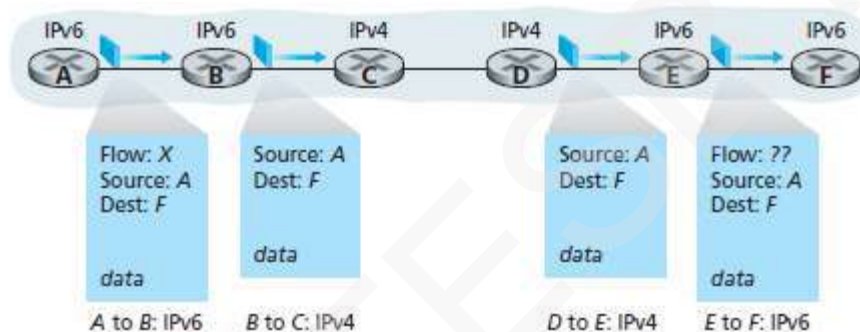 IPv6 IPv6 IPv4 IPv4 IPv6 IPv6
A B C D E F
Flow: X
Source: A
Dest: F
data
Source: A
Dest: F
data
Source: A
Dest: F
data
Flow: ??
Source: A
Dest: F
data
A to B: IPv6 B to C: IPv4 D to E: IPv4 E to F: IPv6